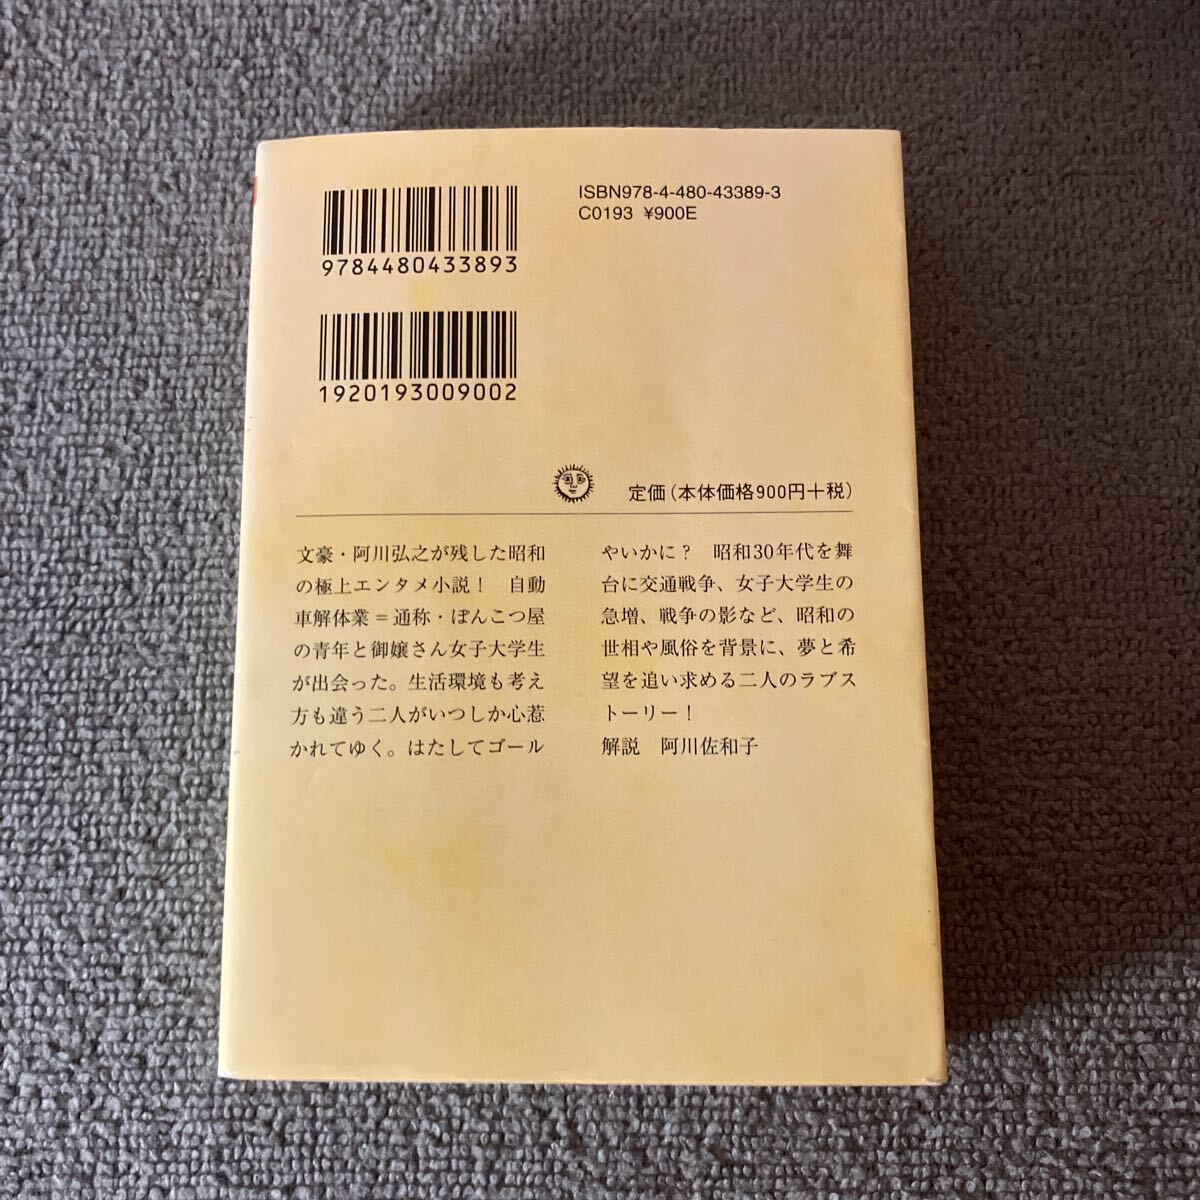 ISBN978-4-480-43389-3
C0193 ¥900E
9784480433893
1920193009002
定価（本体価格900円＋税）
文豪・阿川弘之が残した昭和
の極上エンタメ小説！　自動
車解体業＝通称・ぽんこつ屋
の青年と御嬢さん女子大学生
が出会った。生活環境も考え
方も違う二人がいつしか心惹
かれてゆく。はたしてゴール
やいかに？　昭和30年代を舞
台に交通戦争、女子大学生の
急増、戦争の影など、昭和の
世相や風俗を背景に、夢と希
望を追い求める二人のラブス
トーリー！
解説　阿川佐和子